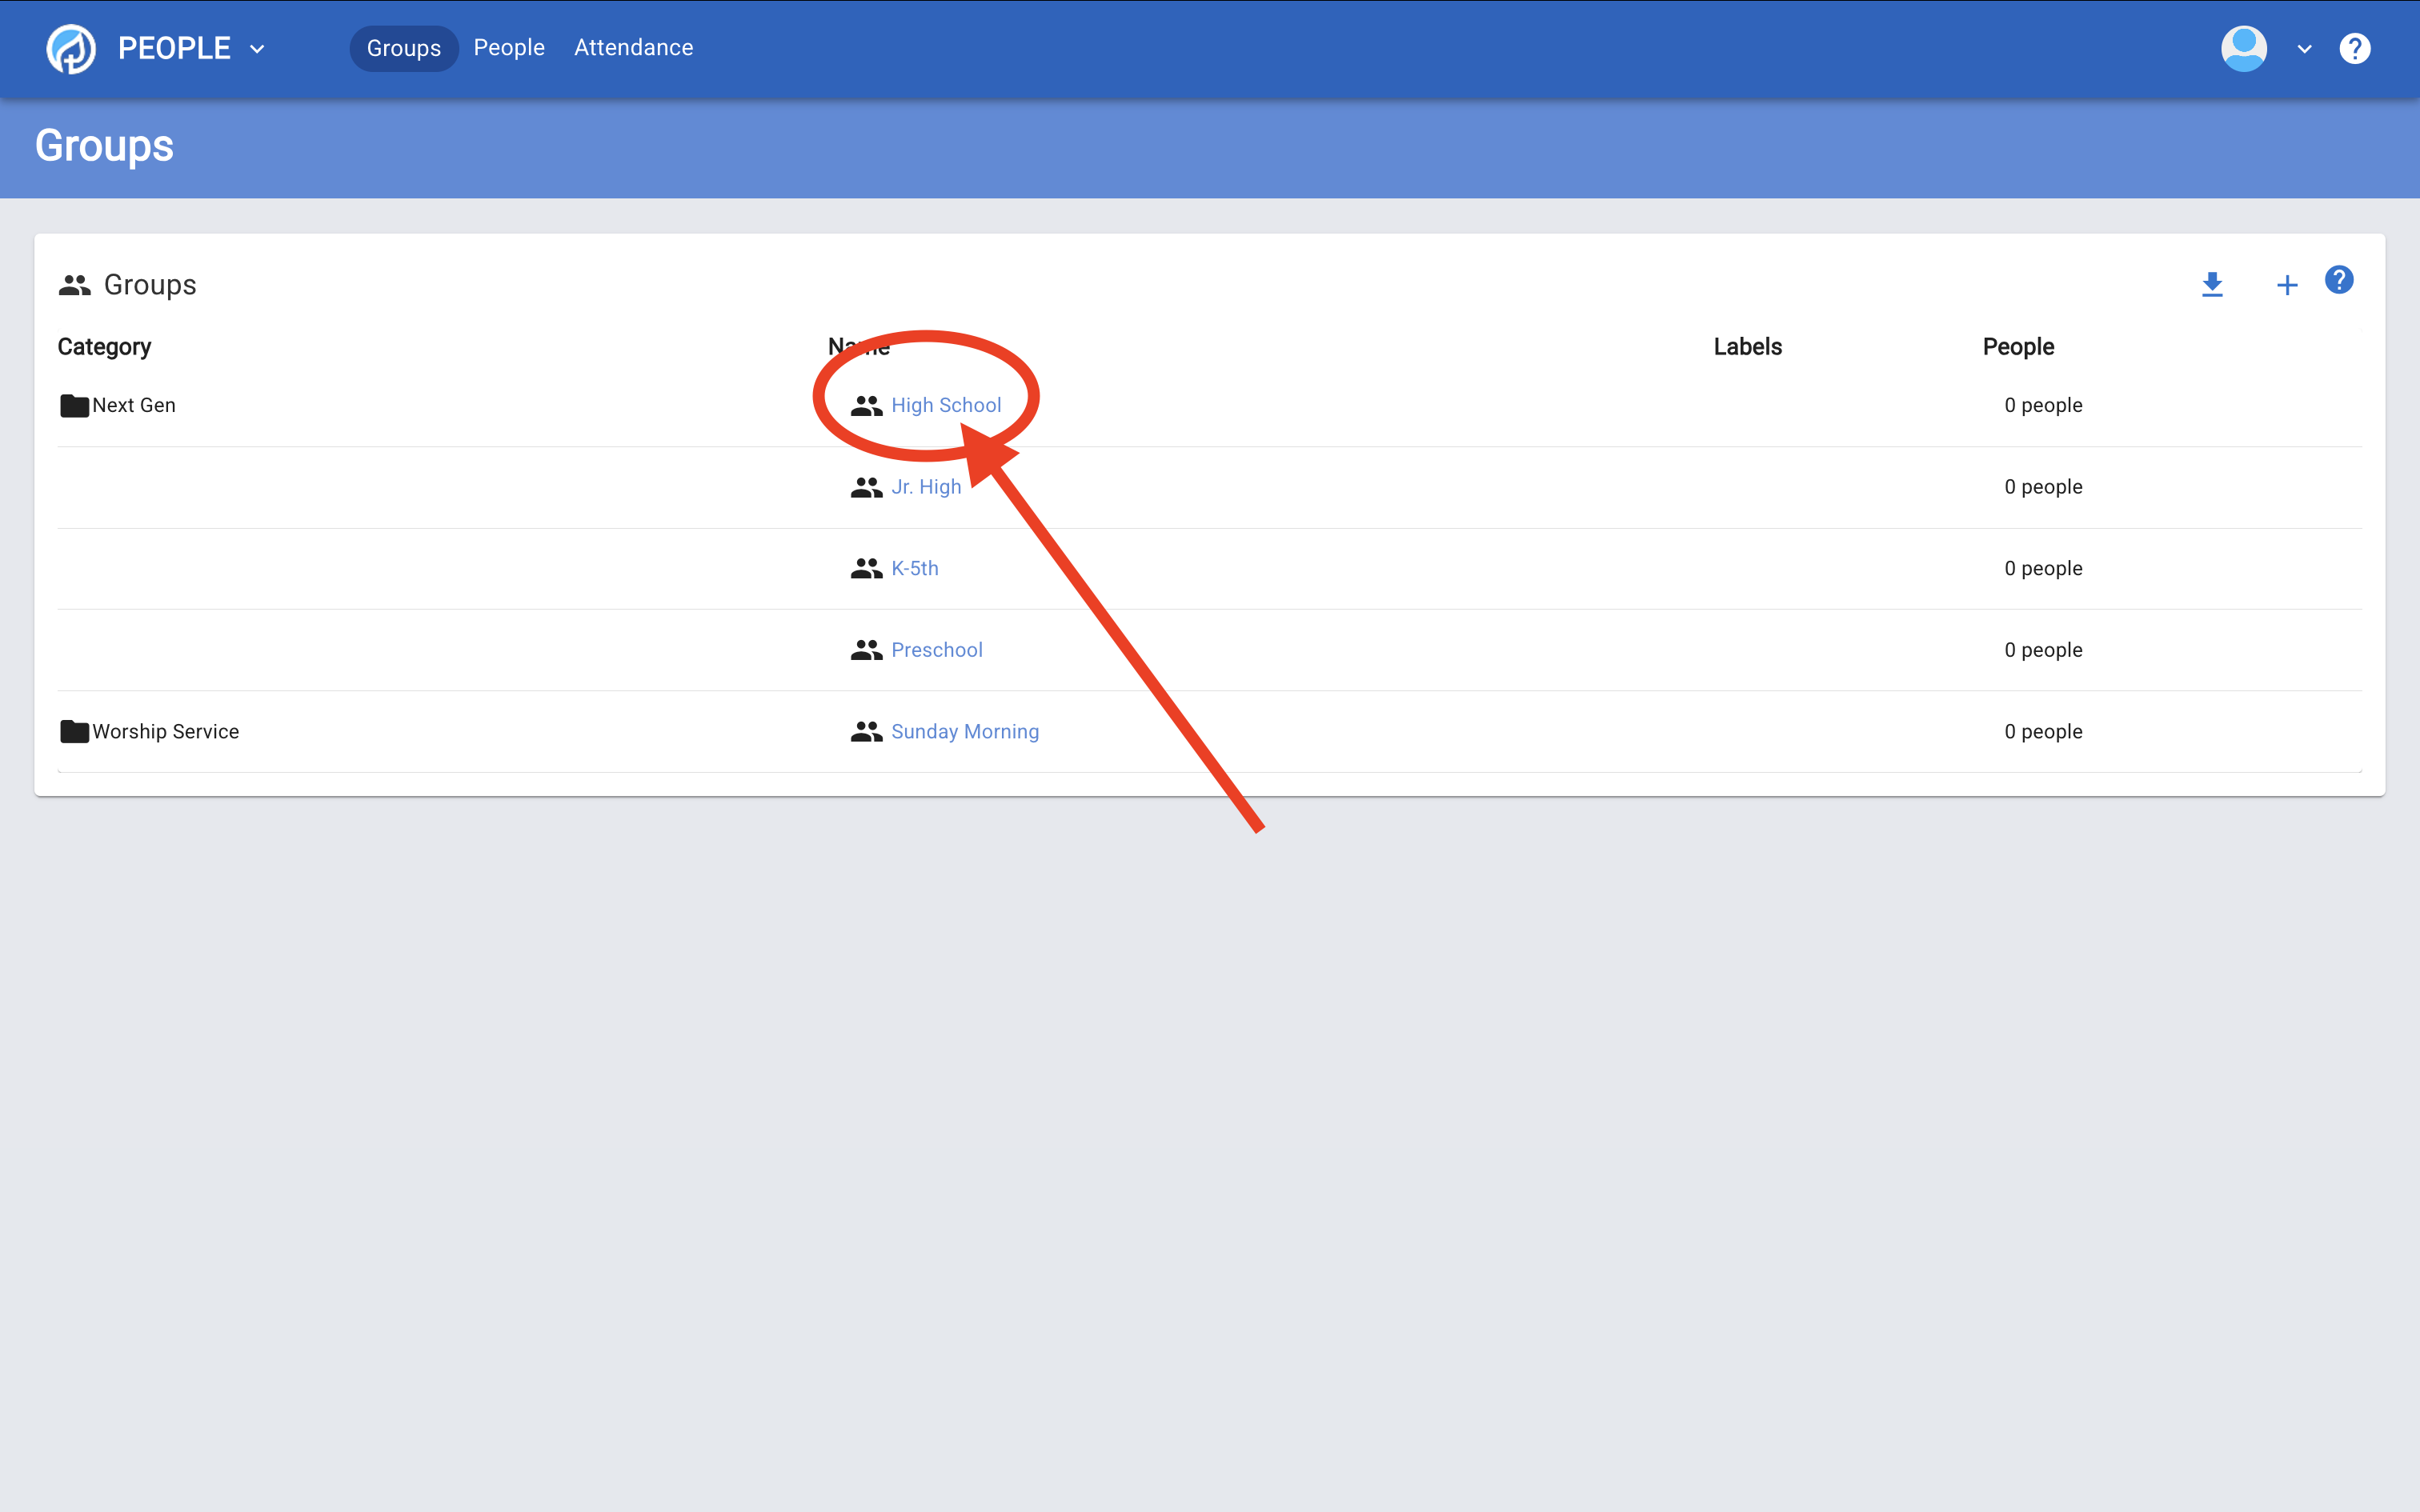 PEOPLE Groups People Attendance
Groups
Groups
Category Name Labels People
Next Gen High School 0 people
Jr. High 0 people
K-5th 0 people
Preschool 0 people
Worship Service Sunday Morning 0 people